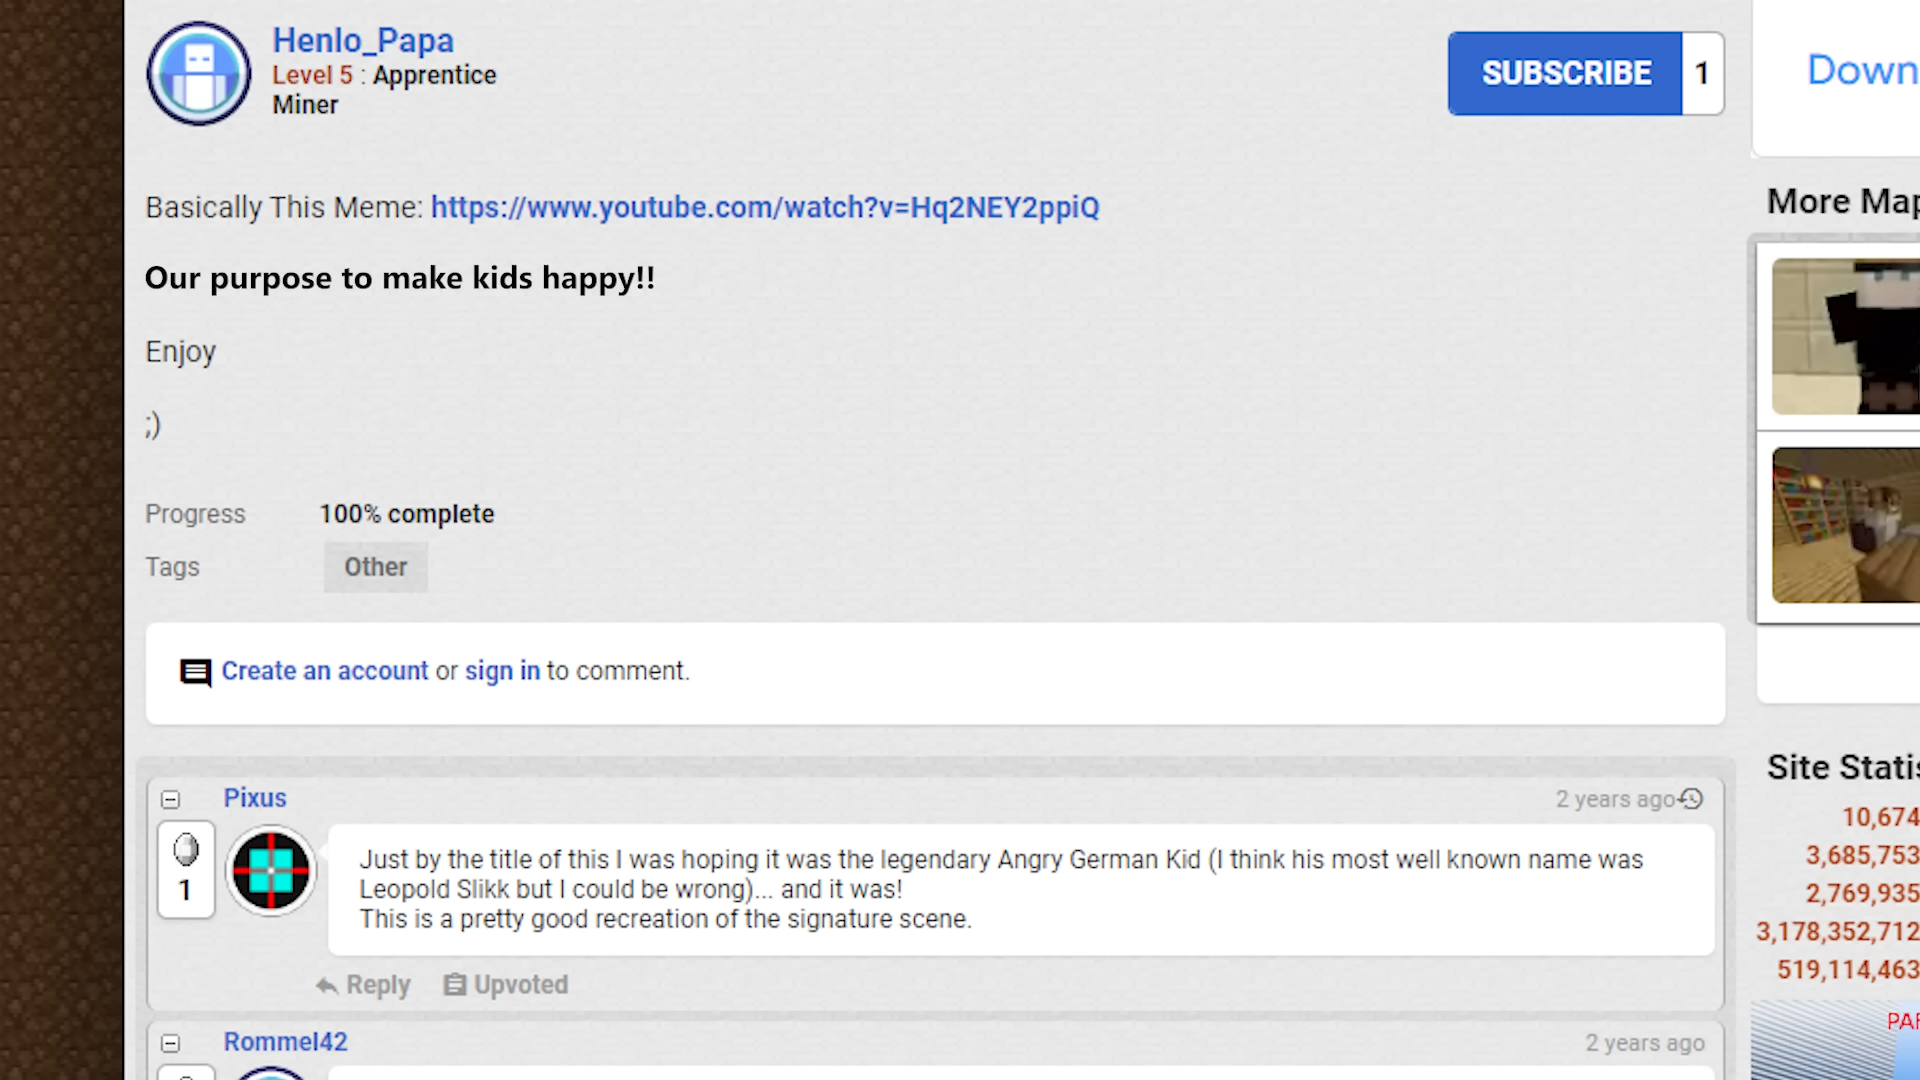 Henlo_Papa
Level 5 : Apprentice
Miner
SUBSCRIBE 1
Down
Basically This Meme: https://www.youtube.com/watch?v=Hq2NEY2ppiQ
More Map
Our purpose to make kids happy!!
Enjoy
;)
Progress 100% complete
Tags Other
Create an account or sign in to comment.
Site Statis
10,674
3,685,753
2,769,935
3,178,352,712
519,114,463
PAR
Pixus 2 years ago
1
Just by the title of this I was hoping it was the legendary Angry German Kid (I think his most well known name was
Leopold Slikk but I could be wrong)... and it was!
This is a pretty good recreation of the signature scene.
Reply Upvoted
Rommel42 2 years ago